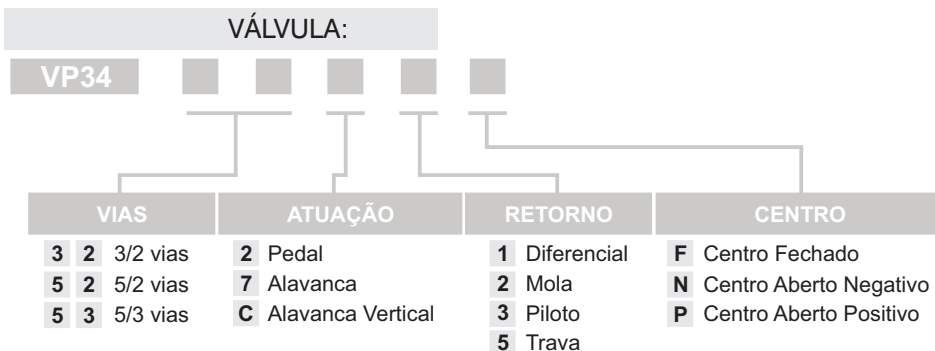 VÁLVULA:
VP34
VIAS ATUAÇÃO RETORNO CENTRO
3 2 3/2 vias 2 Pedal 1 Diferencial F Centro Fechado
5 2 5/2 vias 7 Alavanca 2 Mola N Centro Aberto Negativo
5 3 5/3 vias C Alavanca Vertical 3 Piloto P Centro Aberto Positivo
5 Trava